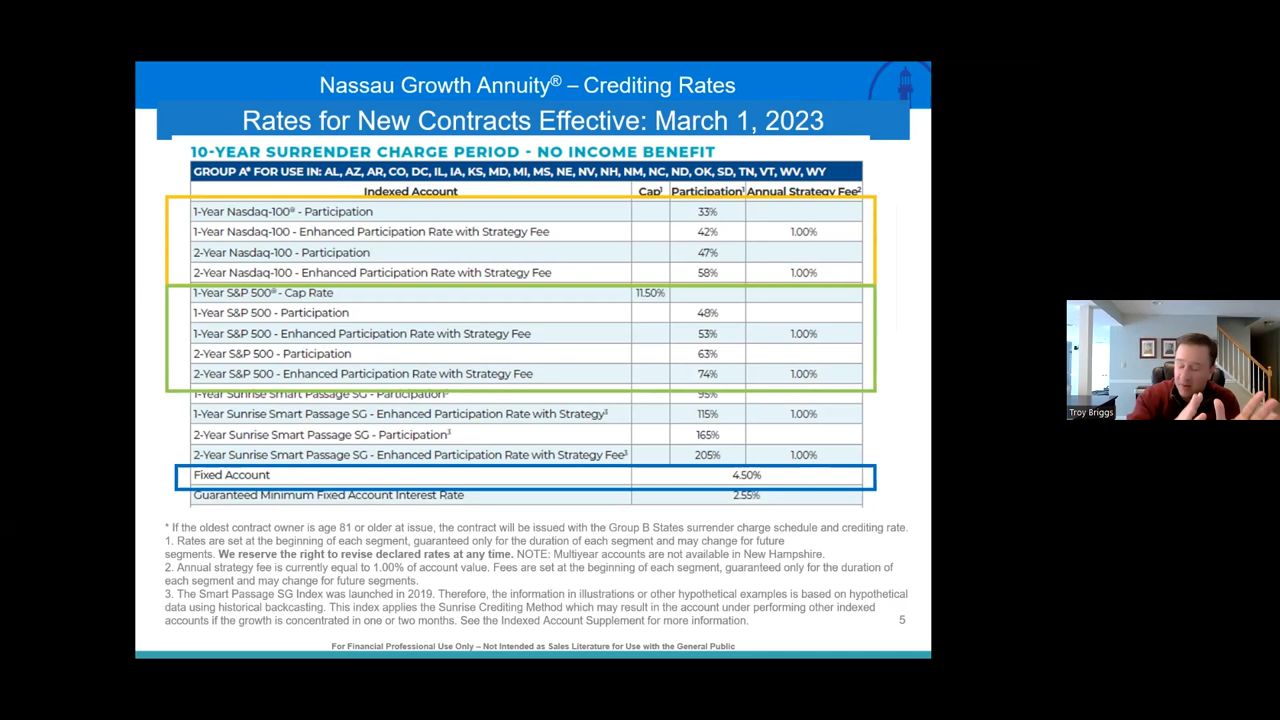 Nassau Growth Annuity® – Crediting Rates
Rates for New Contracts Effective: March 1, 2023
10-YEAR SURRENDER CHARGE PERIOD - NO INCOME BENEFIT
GROUP A* FOR USE IN: AL, AZ, AR, CO, DC, IL, IA, KS, MD, MI, MS, NE, NV, NH, NM, NC, ND, OK, SD, TN, VT, WV, WY
Indexed Account Cap¹ Participation¹ Annual Strategy Fee²
1-Year Nasdaq-100® - Participation 33%
1-Year Nasdaq-100 - Enhanced Participation Rate with Strategy Fee 42% 1.00%
2-Year Nasdaq-100 - Participation 47%
2-Year Nasdaq-100 - Enhanced Participation Rate with Strategy Fee 58% 1.00%
1-Year S&P 500® - Cap Rate 11.50%
1-Year S&P 500 - Participation 48%
1-Year S&P 500 - Enhanced Participation Rate with Strategy Fee 53% 1.00%
2-Year S&P 500 - Participation 63%
2-Year S&P 500 - Enhanced Participation Rate with Strategy Fee 74% 1.00%
1-Year Sunrise Smart Passage SG - Participation³ 95%
1-Year Sunrise Smart Passage SG - Enhanced Participation Rate with Strategy³ 115% 1.00%
2-Year Sunrise Smart Passage SG - Participation³ 165%
2-Year Sunrise Smart Passage SG - Enhanced Participation Rate with Strategy Fee³ 205% 1.00%
Fixed Account 4.50%
Guaranteed Minimum Fixed Account Interest Rate 2.55%
* If the oldest contract owner is age 81 or older at issue, the contract will be issued with the Group B States surrender charge schedule and crediting rate.
1. Rates are set at the beginning of each segment, guaranteed only for the duration of each segment and may change for future
segments. We reserve the right to revise declared rates at any time. NOTE: Multiyear accounts are not available in New Hampshire.
2. Annual strategy fee is currently equal to 1.00% of account value. Fees are set at the beginning of each segment, guaranteed only for the duration of
each segment and may change for future segments.
3. The Smart Passage SG Index was launched in 2019. Therefore, the information in illustrations or other hypothetical examples is based on hypothetical
data using historical backcasting. This index applies the Sunrise Crediting Method which may result in the account under performing other indexed
accounts if the growth is concentrated in one or two months. See the Indexed Account Supplement for more information.
5
For Financial Professional Use Only – Not Intended as Sales Literature for Use with the General Public
Troy Briggs